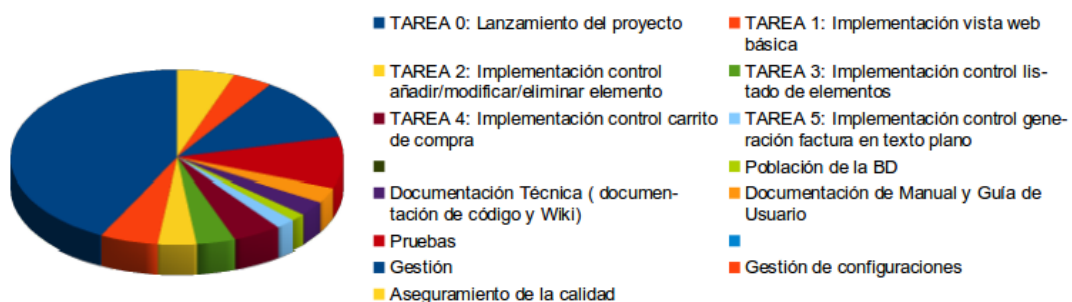 TAREA 0: Lanzamiento del proyecto
TAREA 1: Implementación vista web
básica
TAREA 2: Implementación control
añadir/modificar/eliminar elemento
TAREA 3: Implementación control lis-
tado de elementos
TAREA 4: Implementación control carrito
de compra
TAREA 5: Implementación control gene-
ración factura en texto plano
Población de la BD
Documentación Técnica ( documen-
tación de código y Wiki)
Documentación de Manual y Guía de
Usuario
Pruebas
Gestión
Gestión de configuraciones
Aseguramiento de la calidad